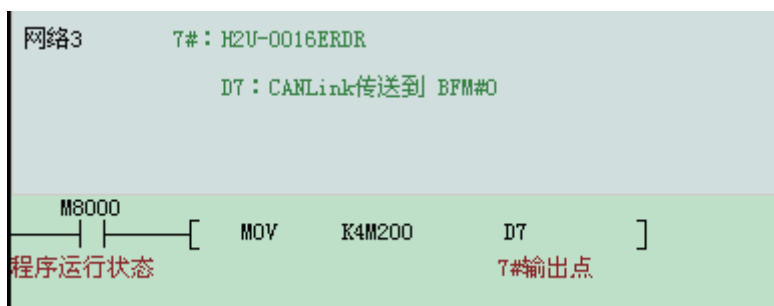 网络3 7#：H2U-0016ERDR
D7：CANLink传送到 BFM#0
M8000
MOV K4M200 D7
程序运行状态 7#输出点